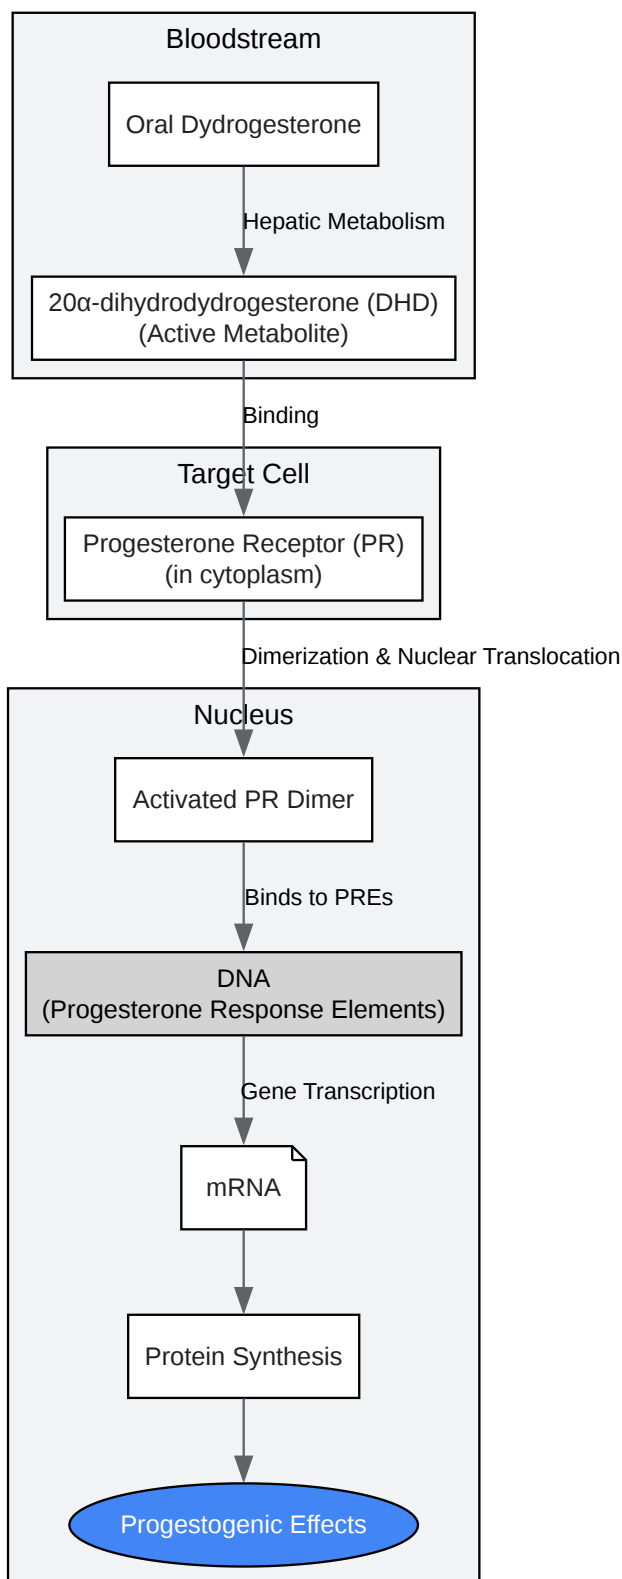 Bloodstream
Oral Dydrogesterone
Hepatic Metabolism
20α-dihydrodydrogesterone (DHD)
(Active Metabolite)
Binding
Target Cell
Progesterone Receptor (PR)
(in cytoplasm)
Dimerization & Nuclear Translocation
Nucleus
Activated PR Dimer
Binds to PREs
DNA
(Progesterone Response Elements)
Gene Transcription
mRNA
Protein Synthesis
Progestogenic Effects